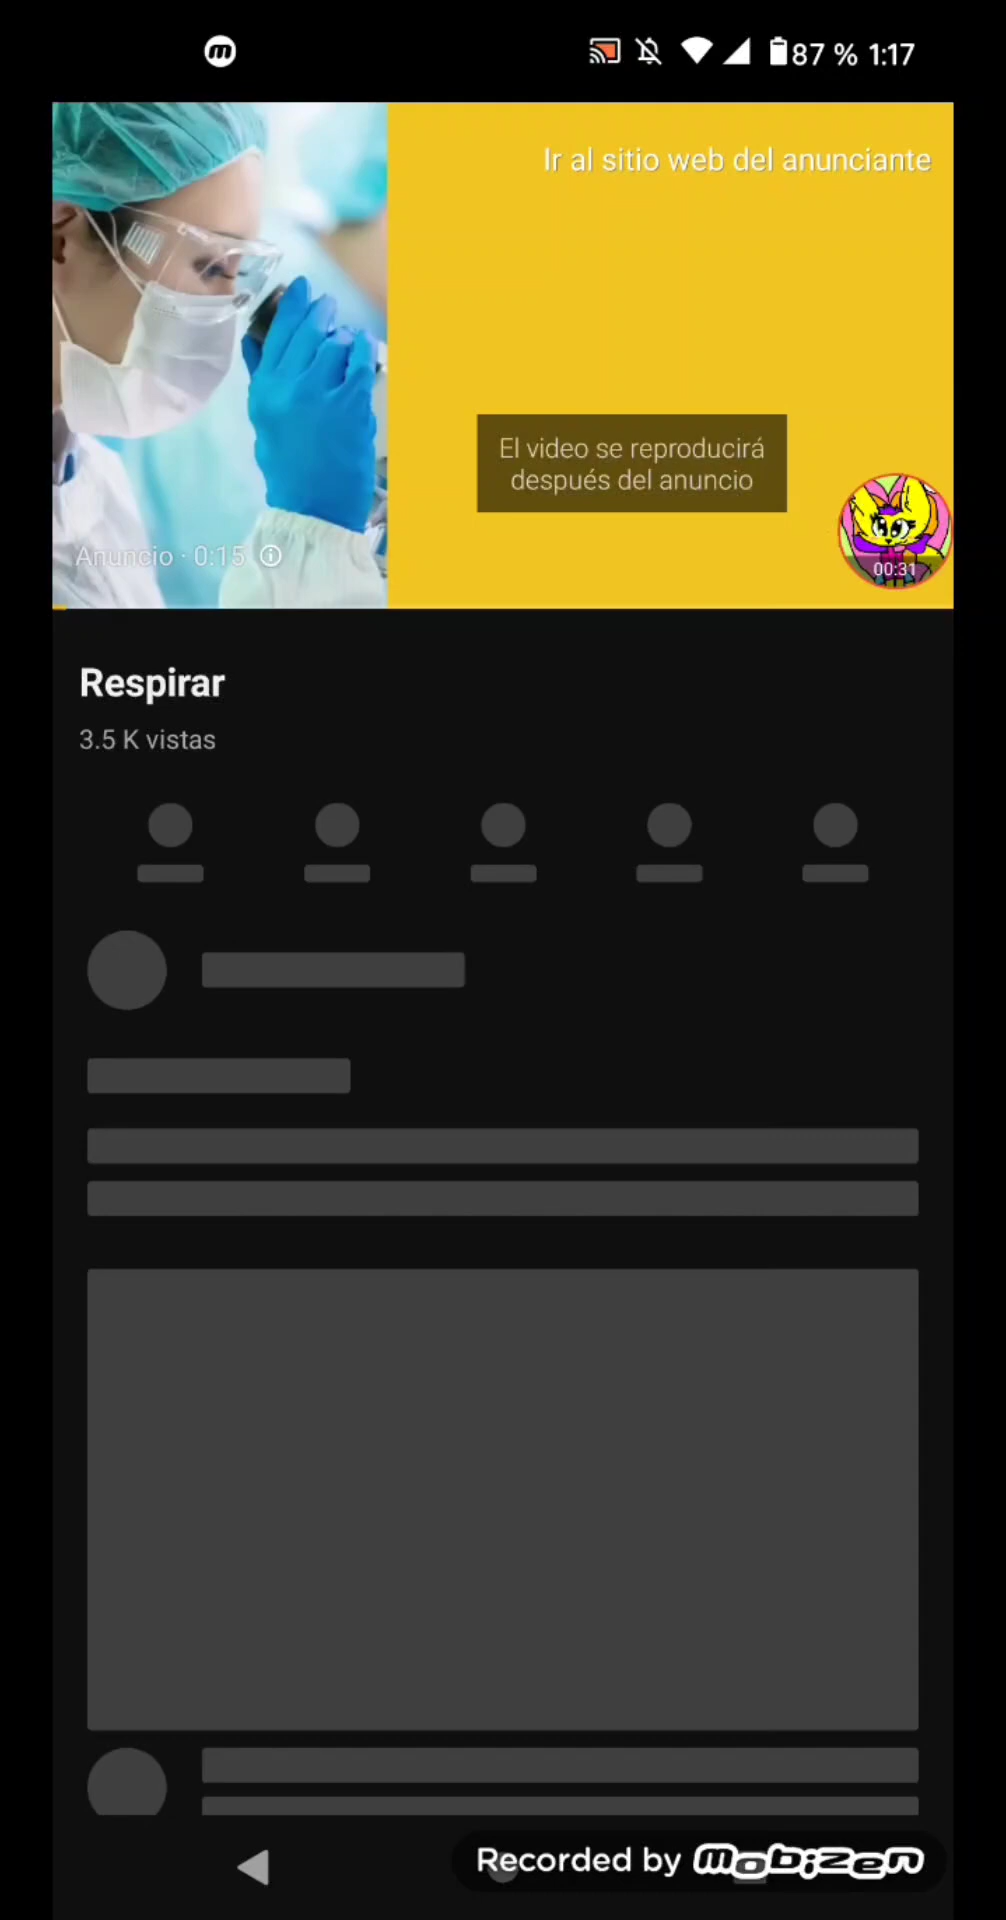 87 % 1:17
Ir al sitio web del anunciante
El video se reproducirá
después del anuncio
Anuncio · 0:15
00:31
Respirar
3.5 K vistas
Recorded by mobizen